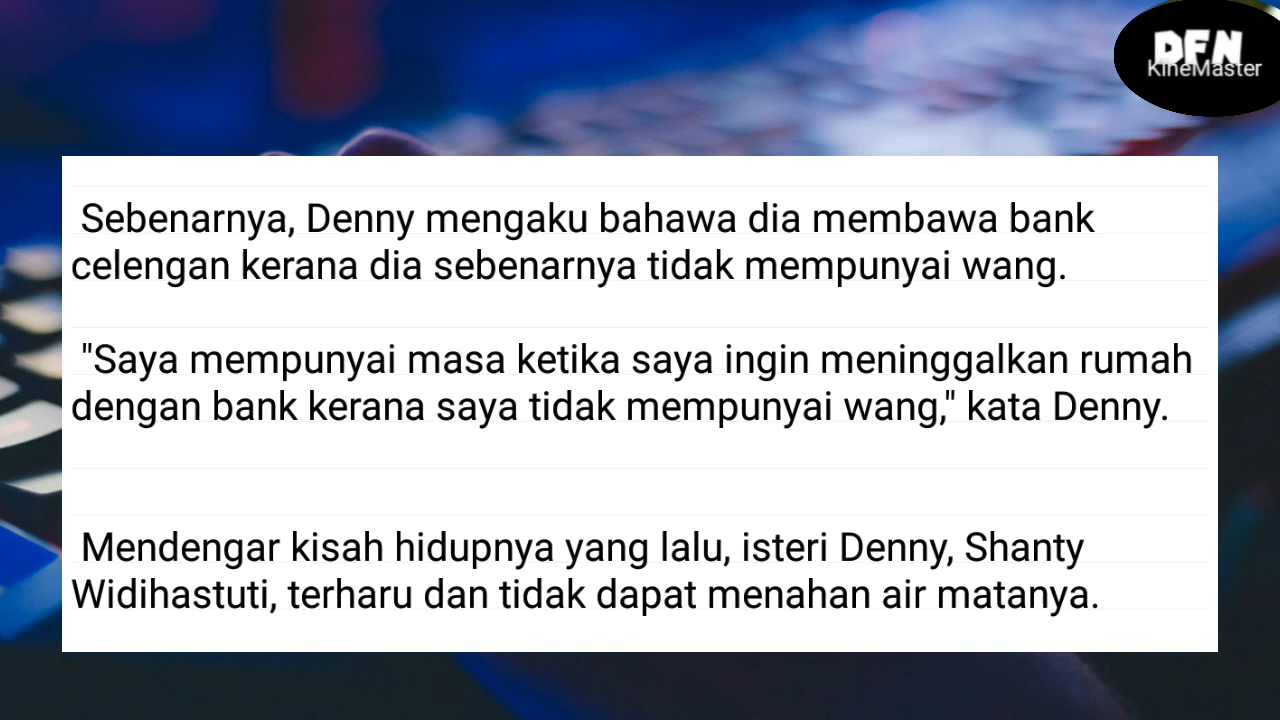 DFN
KineMaster
Sebenarnya, Denny mengaku bahawa dia membawa bank
celengan kerana dia sebenarnya tidak mempunyai wang.
"Saya mempunyai masa ketika saya ingin meninggalkan rumah
dengan bank kerana saya tidak mempunyai wang," kata Denny.
Mendengar kisah hidupnya yang lalu, isteri Denny, Shanty
Widihastuti, terharu dan tidak dapat menahan air matanya.